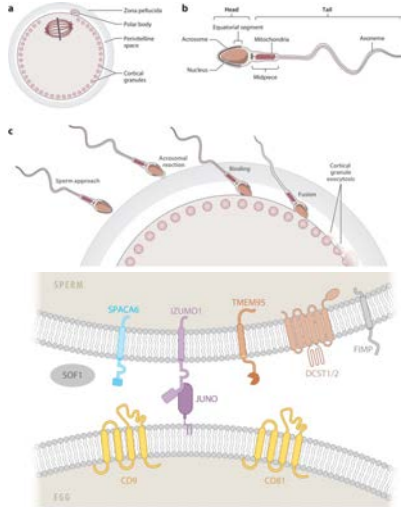 a
Zona pellucida
Polar body
Perivitelline
space
Cortical
granules
b
Head
Tail
Equatorial segment
Acrosome
Mitochondria
Axoneme
Nucleus
Midpiece
c
Sperm approach
Acrosomal
reaction
Binding
Fusion
Cortical
granule
exocytosis
SPERM
SPACA6
IZUMO1
TMEM95
FIMP
DCST1/2
SOF1
JUNO
CD9
CD81
EGG